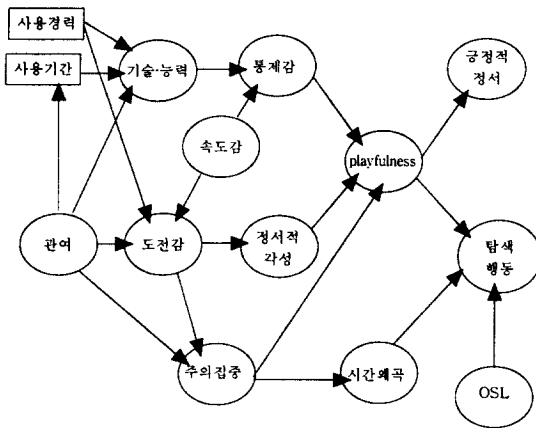 사용경력
사용기간
기술·능력
통제감
긍정적
정서
속도감
playfulness
관여
도전감
정서적
각성
탐색
행동
주의집중
시간왜곡
OSL